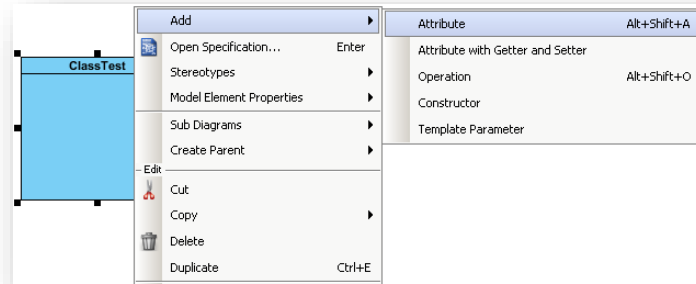 ClassTest
Add
Open Specification... Enter
Stereotypes
Model Element Properties
Sub Diagrams
Create Parent
Edit
Cut
Copy
Delete
Duplicate Ctrl+E
Attribute Alt+Shift+A
Attribute with Getter and Setter
Operation Alt+Shift+O
Constructor
Template Parameter